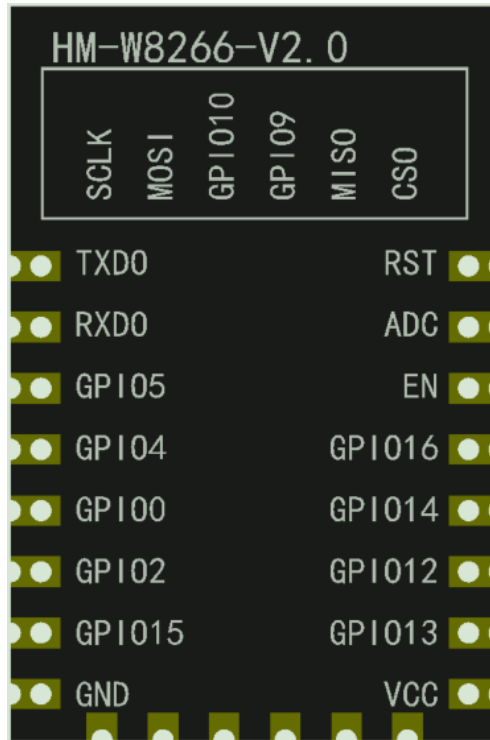 HM-W8266-V2.0
SCLK MOSI GPIO10 GPIO9 MISO CSO
TXDO RST
RXDO ADC
GPIO5 EN
GPIO4 GPIO16
GPIO0 GPIO14
GPIO2 GPIO12
GPIO15 GPIO13
GND VCC